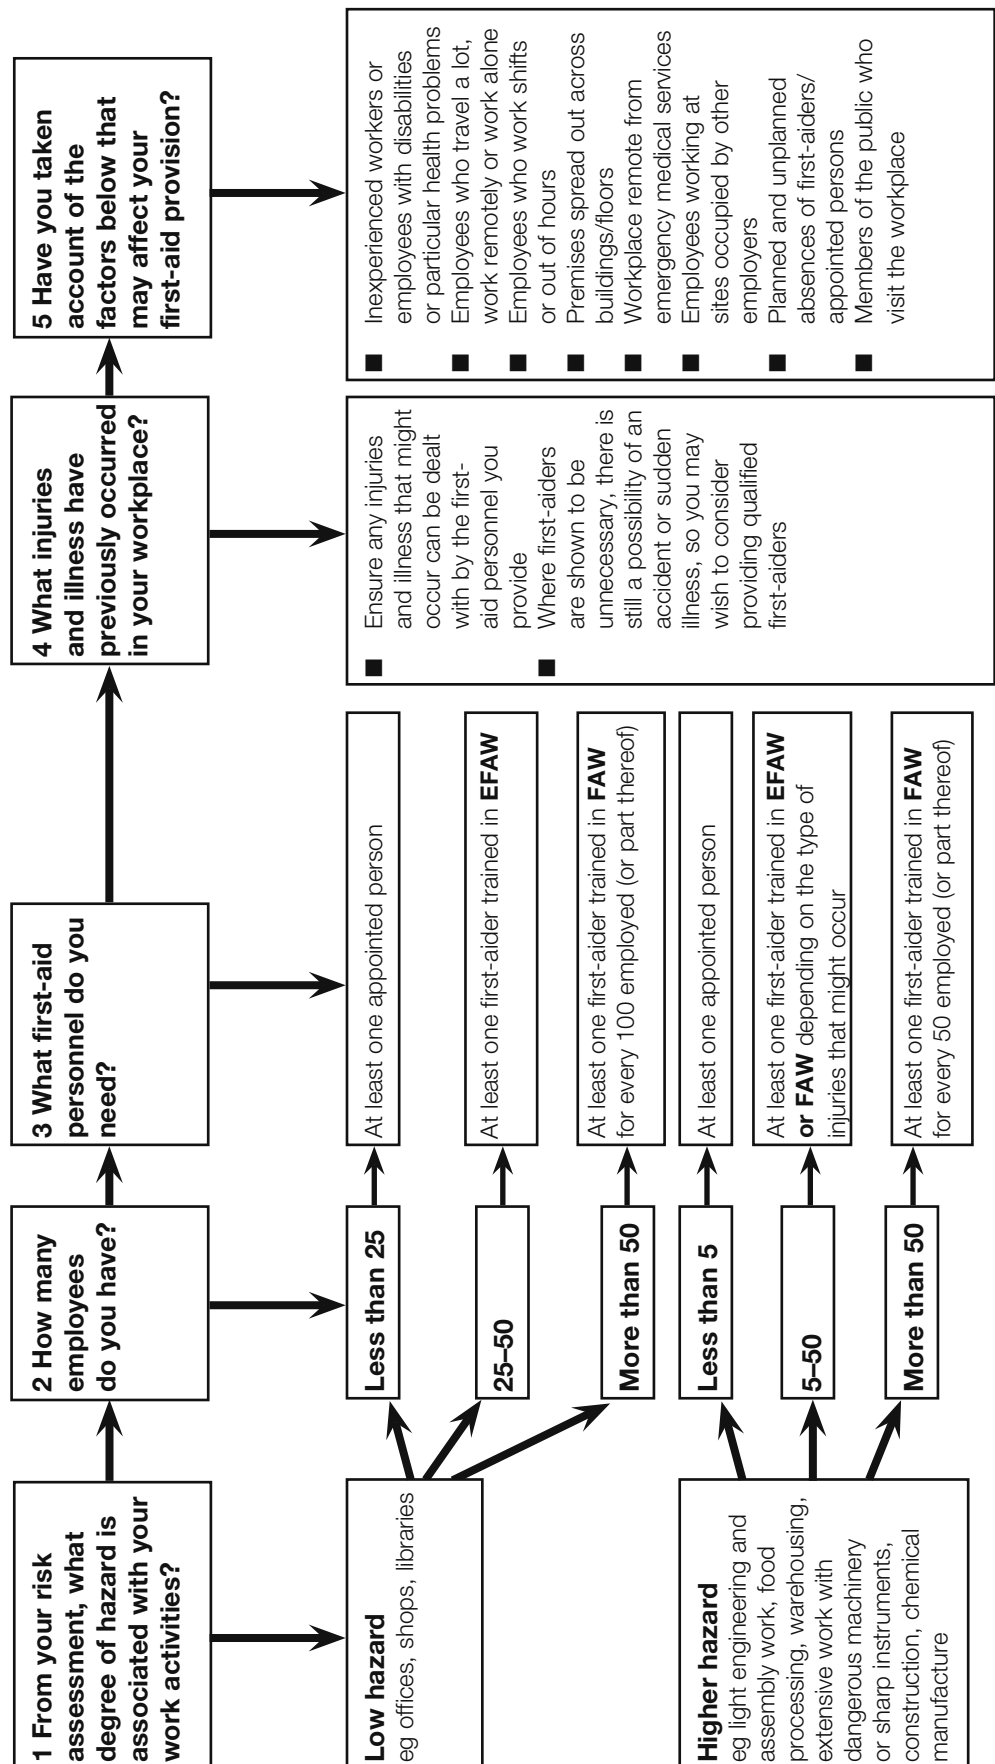 1 From your risk
assessment, what
degree of hazard is
associated with your
work activities?
2 How many
employees
do you have?
3 What first-aid
personnel do you
need?
4 What injuries
and illness have
previously occurred
in your workplace?
5 Have you taken
account of the
factors below that
may affect your
first-aid provision?
Low hazard
eg offices, shops, libraries
Less than 25
At least one appointed person
25–50
At least one first-aider trained in EFAW
More than 50
At least one first-aider trained in FAW
for every 100 employed (or part thereof)
Higher hazard
eg light engineering and
assembly work, food
processing, warehousing,
extensive work with
dangerous machinery
or sharp instruments,
construction, chemical
manufacture
Less than 5
At least one appointed person
5–50
At least one first-aider trained in EFAW
or FAW depending on the type of
injuries that might occur
More than 50
At least one first-aider trained in FAW
for every 50 employed (or part thereof)
■ Ensure any injuries
and illness that might
occur can be dealt
with by the first-
aid personnel you
provide
■ Where first-aiders
are shown to be
unnecessary, there is
still a possibility of an
accident or sudden
illness, so you may
wish to consider
providing qualified
first-aiders
■ Inexperienced workers or
employees with disabilities
or particular health problems
■ Employees who travel a lot,
work remotely or work alone
■ Employees who work shifts
or out of hours
■ Premises spread out across
buildings/floors
■ Workplace remote from
emergency medical services
■ Employees working at
sites occupied by other
employers
■ Planned and unplanned
absences of first-aiders/
appointed persons
■ Members of the public who
visit the workplace